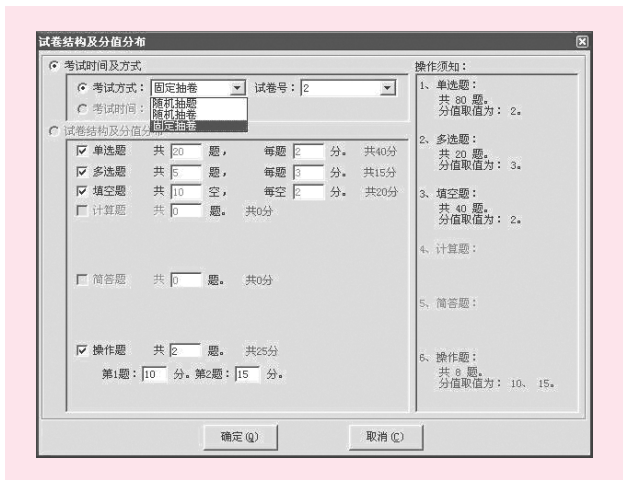 试卷结构及分值分布
考试时间及方式
考试方式： 固定抽卷 试卷号： 2
随机抽题
随机抽卷
固定抽卷
考试时间：
试卷结构及分值分
单选题 共 20 题， 每题 2 分。 共40分
多选题 共 5 题， 每题 3 分。 共15分
填空题 共 10 空， 每空 2 分。 共20分
计算题 共 0 题。 共0分
简答题 共 0 题。 共0分
操作题 共 2 题。 共25分
第1题： 10 分。第2题： 15 分。
操作须知：
1、 单选题：
共 80 题。
分值取值为： 2。
2、 多选题：
共 20 题。
分值取值为： 3。
3、 填空题：
共 40 题。
分值取值为： 2。
4、 计算题：
5、 简答题：
6、 操作题：
共 8 题。
分值取值为： 10、 15。
确定(Q) 取消(C)